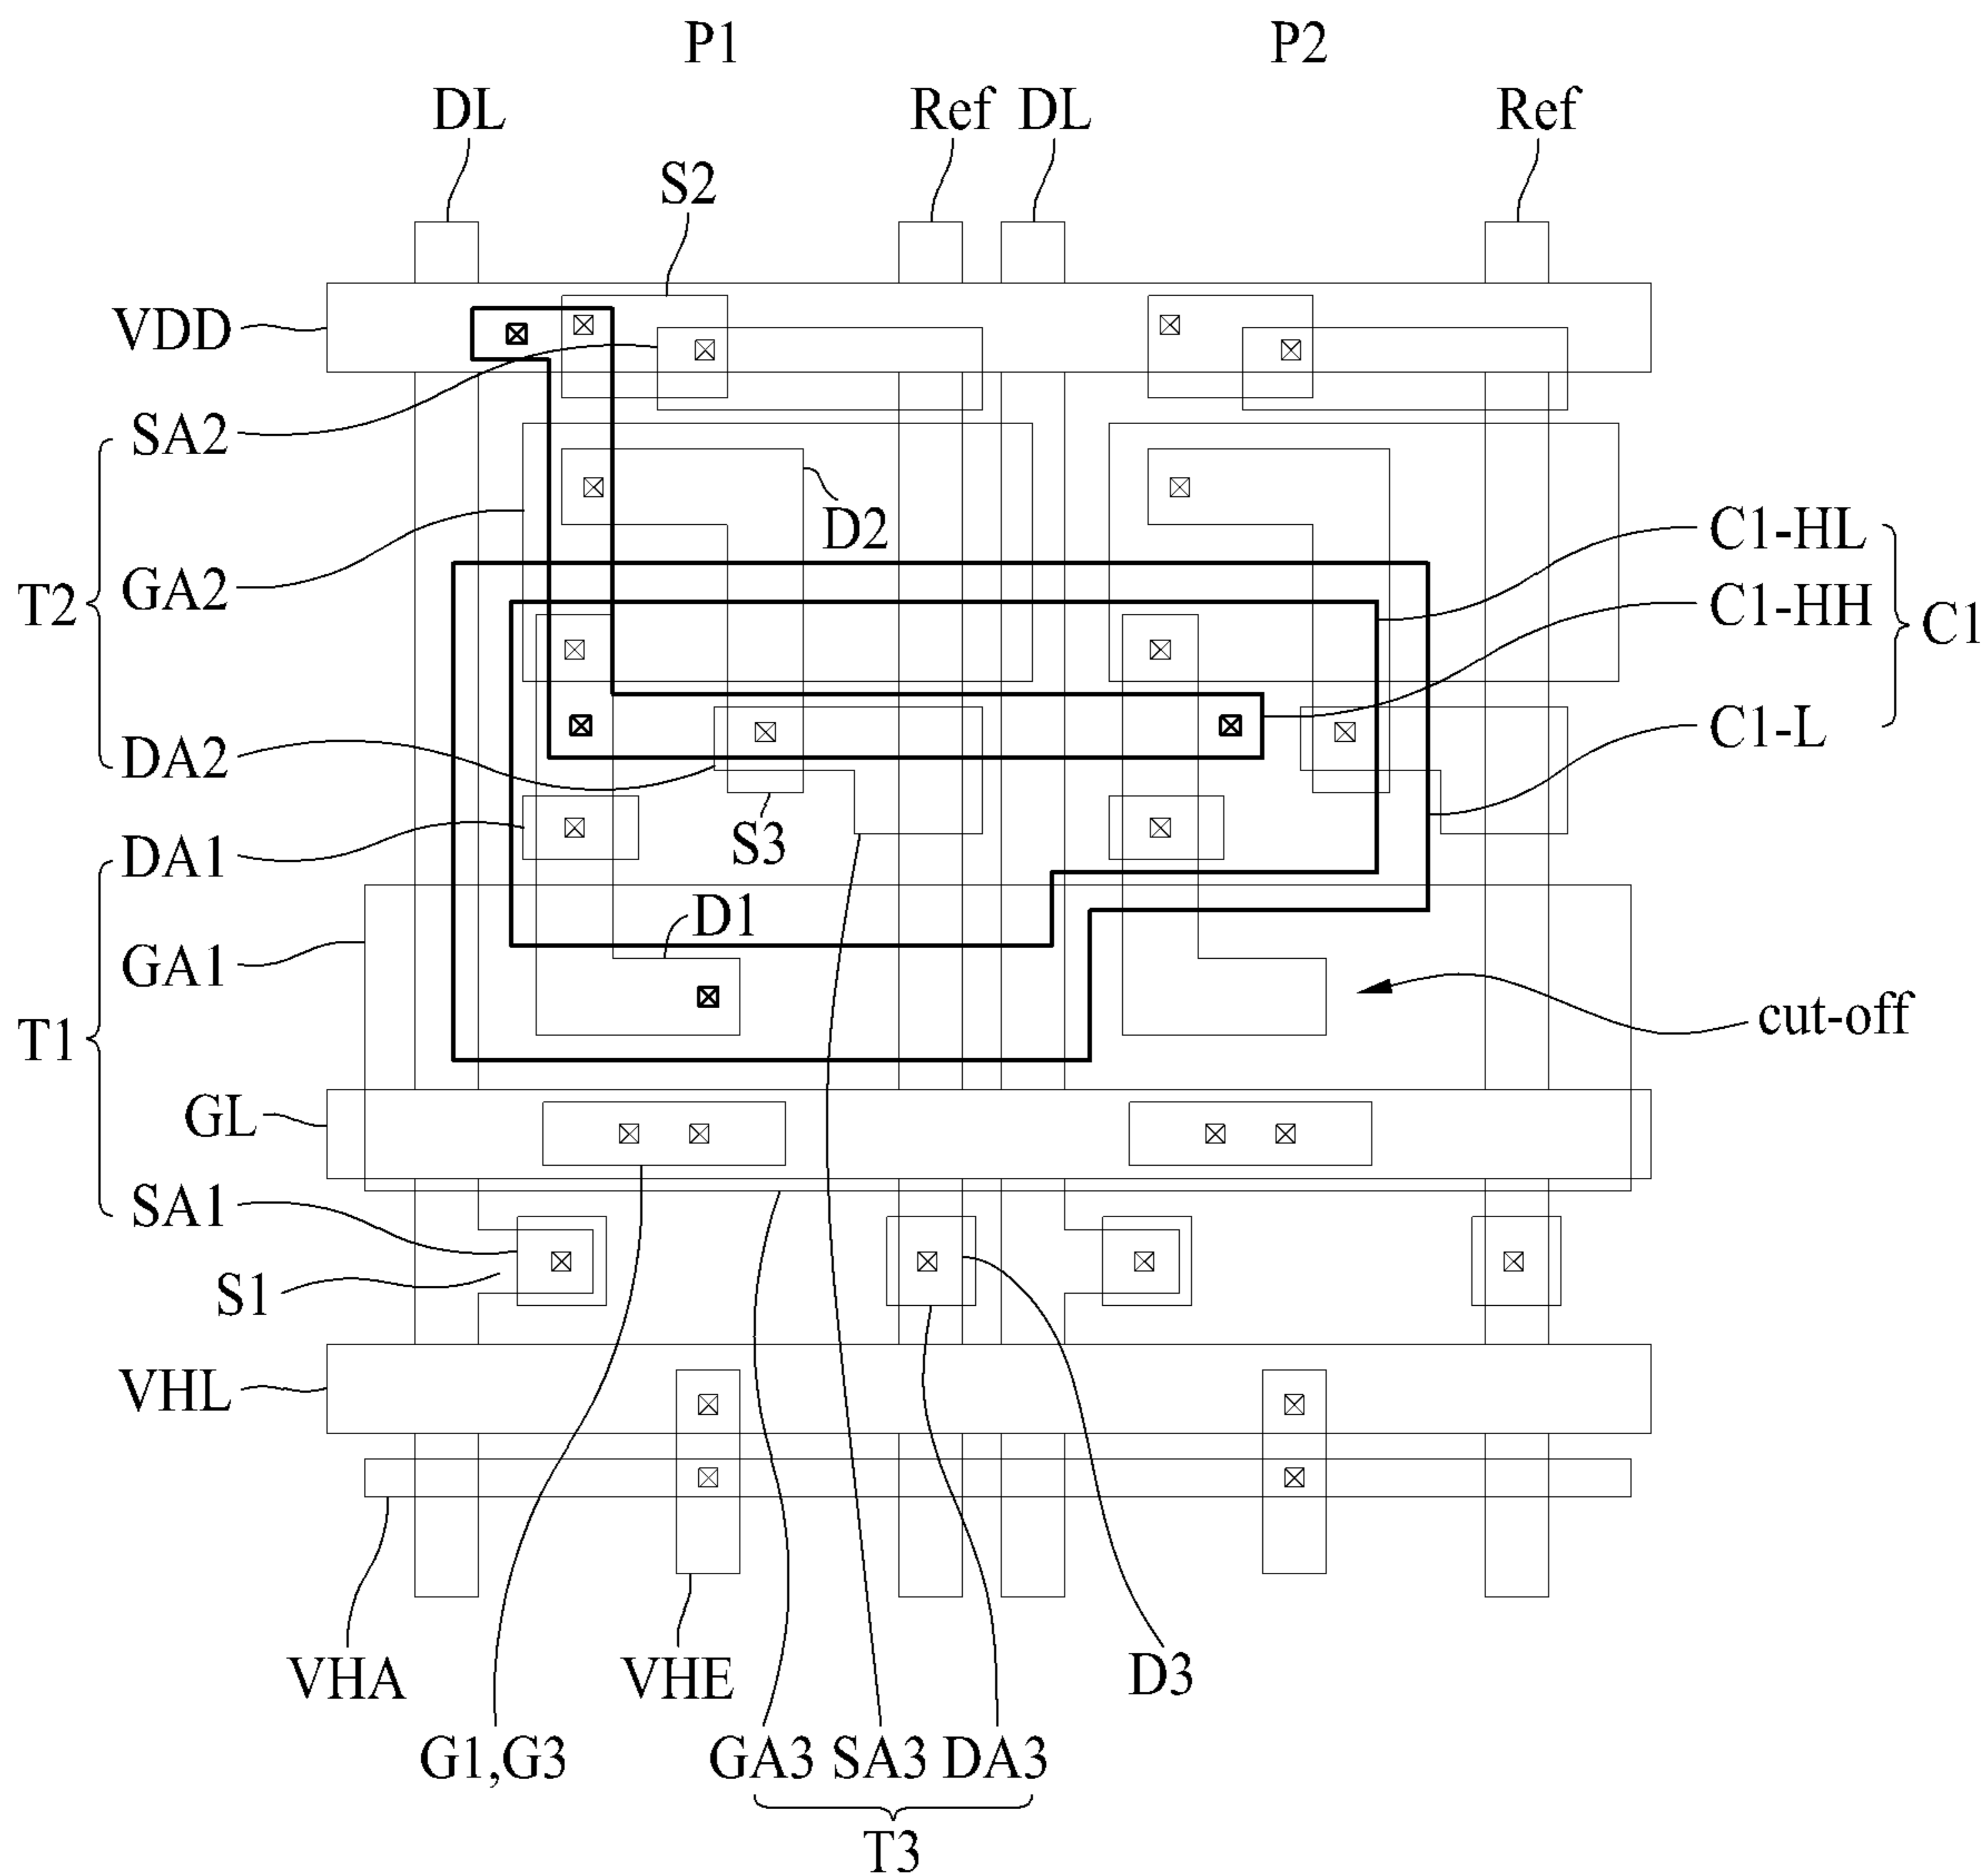 P1 P2
DL Ref DL Ref
S2
VDD
SA2
D2
C1-HL
GA2
C1-HH
T2
C1
DA2
C1-L
S3
DA1
D1
GA1
cut-off
T1
GL
SA1
S1
VHL
VHA VHE D3
G1,G3 GA3 SA3 DA3
T3